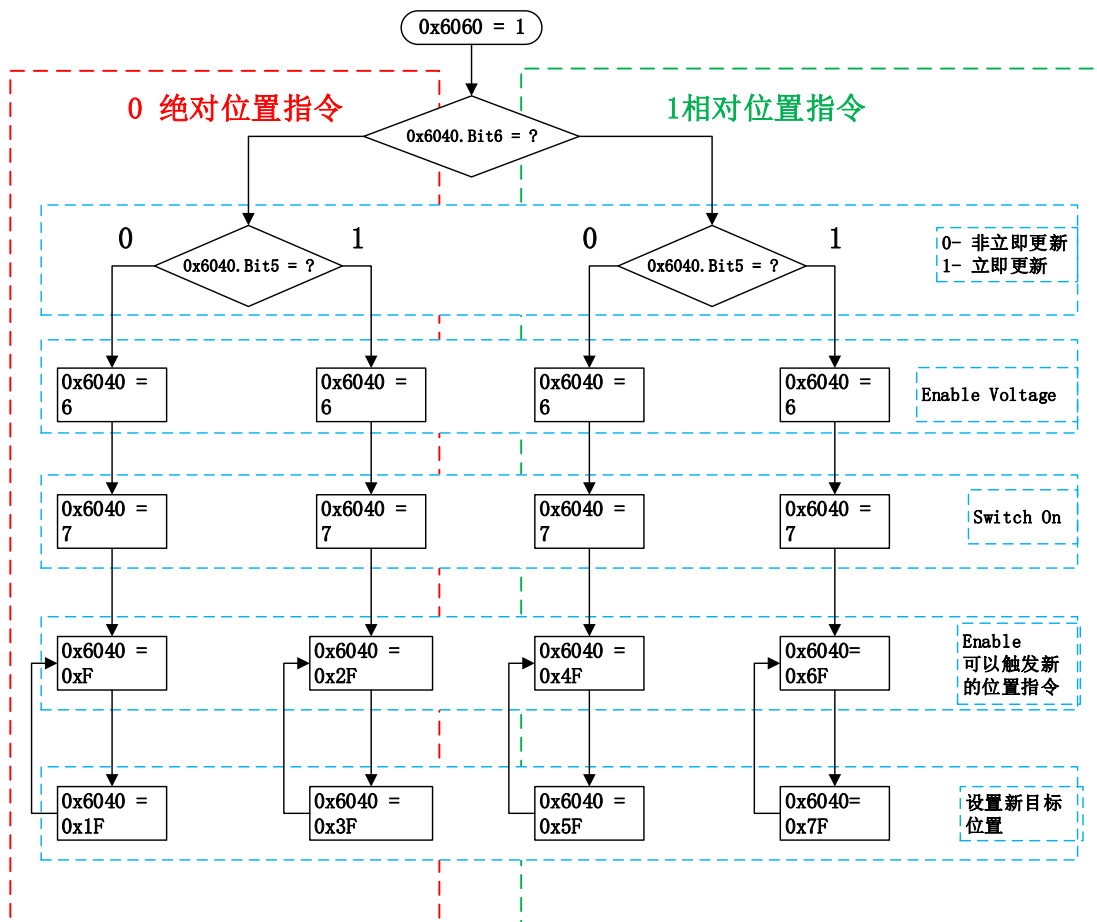 0x6060 = 1
0 绝对位置指令
1相对位置指令
0x6040.Bit6 = ?
0
1
0
1
0x6040.Bit5 = ?
0x6040.Bit5 = ?
0- 非立即更新
1- 立即更新
0x6040 =
6
0x6040 =
6
0x6040 =
6
0x6040 =
6
Enable Voltage
0x6040 =
7
0x6040 =
7
0x6040 =
7
0x6040 =
7
Switch On
0x6040 =
0xF
0x6040 =
0x2F
0x6040 =
0x4F
0x6040=
0x6F
Enable
可以触发新
的位置指令
0x6040 =
0x1F
0x6040 =
0x3F
0x6040 =
0x5F
0x6040=
0x7F
设置新目标
位置